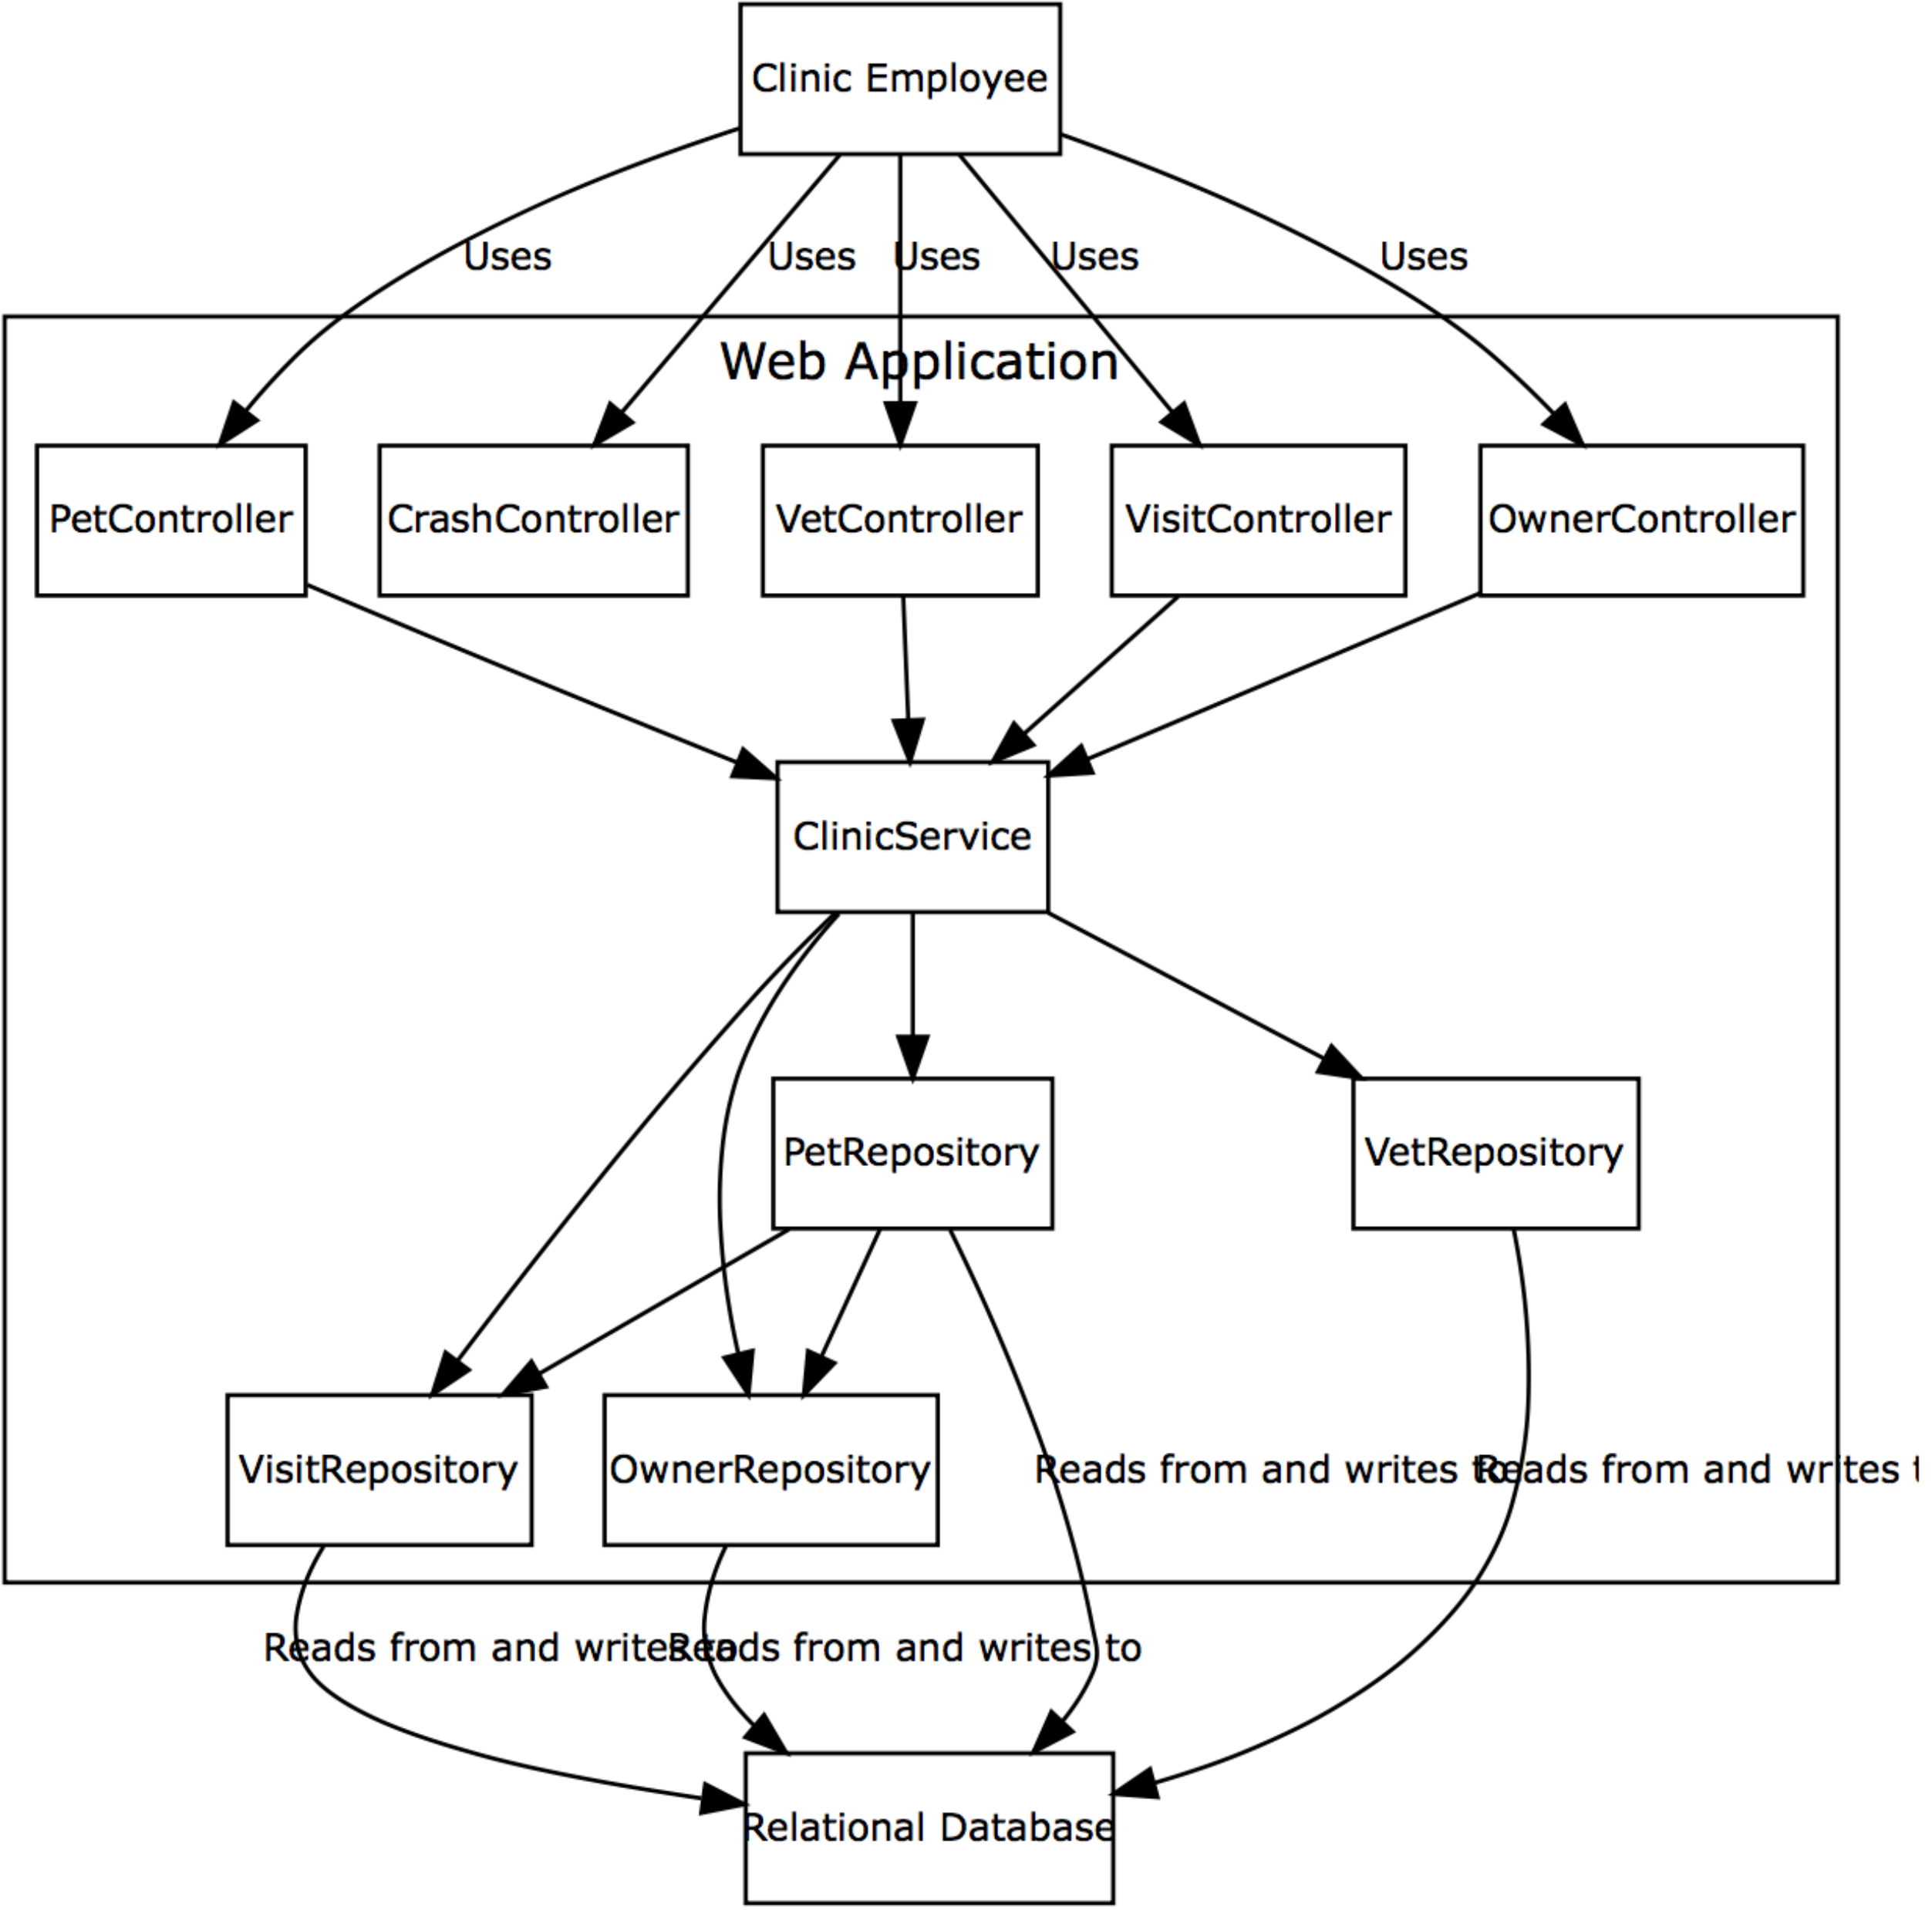 Clinic Employee
Uses
Uses
Uses
Uses
Uses
Web Application
PetController
CrashController
VetController
VisitController
OwnerController
ClinicService
PetRepository
VetRepository
VisitRepository
OwnerRepository
Reads from and writes to
Reads from and writes t
Reads from and writes to
Reads from and writes to
Relational Database